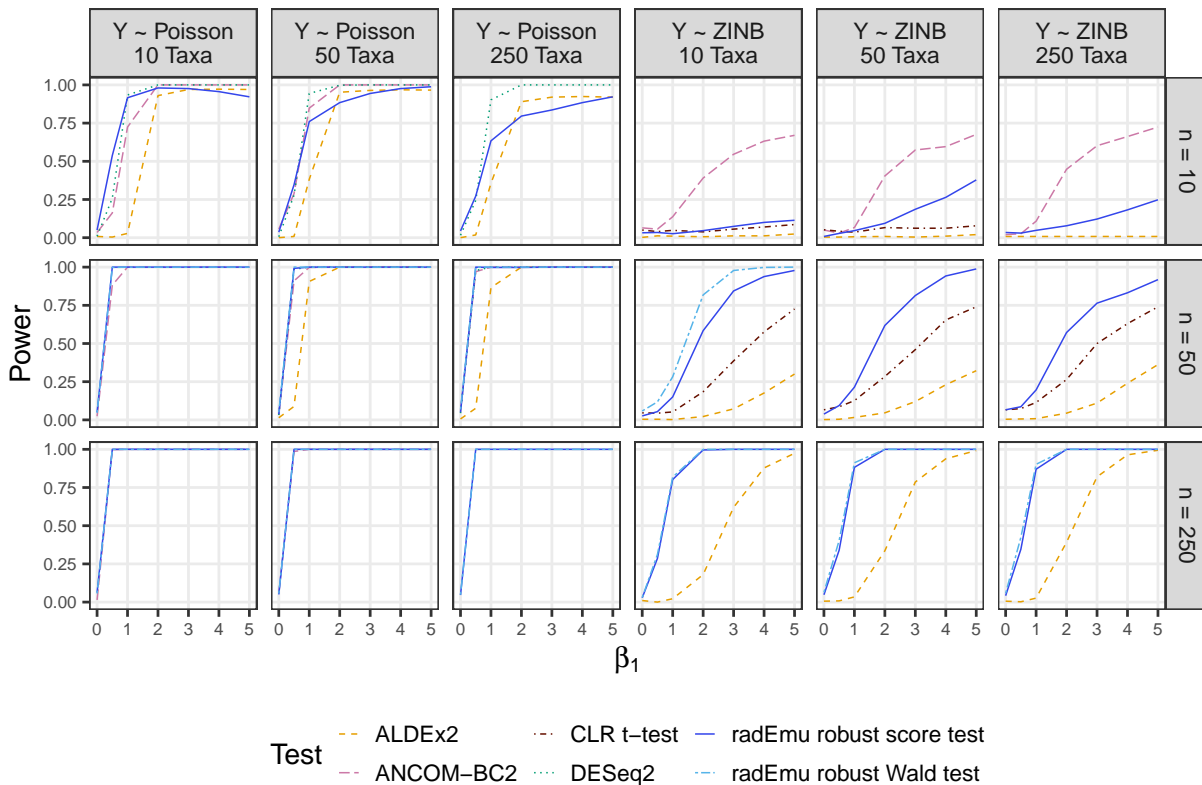 Y ~ Poisson
10 Taxa
Y ~ Poisson
50 Taxa
Y ~ Poisson
250 Taxa
Y ~ ZINB
10 Taxa
Y ~ ZINB
50 Taxa
Y ~ ZINB
250 Taxa
1.00
0.75
0.50
0.25
0.00
n = 10
1.00
0.75
0.50
0.25
0.00
n = 50
1.00
0.75
0.50
0.25
0.00
n = 250
Power
0 1 2 3 4 5
0 1 2 3 4 5
0 1 2 3 4 5
0 1 2 3 4 5
0 1 2 3 4 5
0 1 2 3 4 5
β1
Test
ALDEx2
ANCOM−BC2
CLR t−test
DESeq2
radEmu robust score test
radEmu robust Wald test